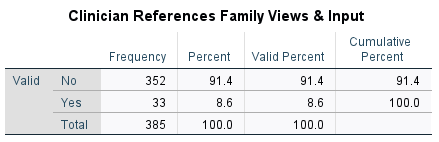 Clinician References Family Views & Input
Frequency Percent Valid Percent Cumulative Percent
Valid No 352 91.4 91.4 91.4
Yes 33 8.6 8.6 100.0
Total 385 100.0 100.0